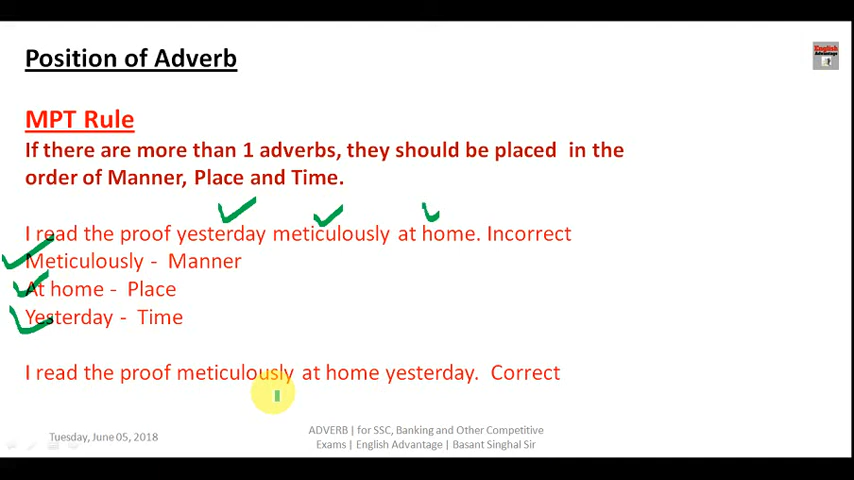 Position of Adverb
English
Advantage
MPT Rule
If there are more than 1 adverbs, they should be placed in the
order of Manner, Place and Time.
I read the proof yesterday meticulously at home. Incorrect
Meticulously - Manner
At home - Place
Yesterday - Time
I read the proof meticulously at home yesterday. Correct
Tuesday, June 05, 2018
ADVERB | for SSC, Banking and Other Competitive
Exams | English Advantage | Basant Singhal Sir